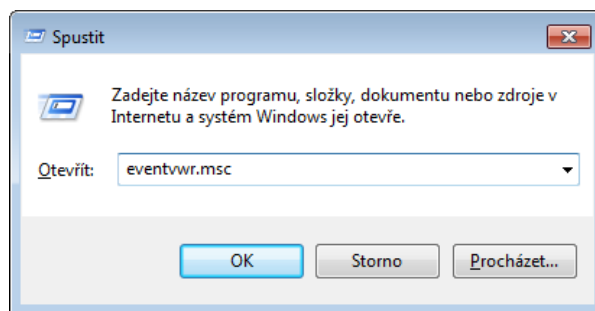 Spustit
Zadejte název programu, složky, dokumentu nebo zdroje v
Internetu a systém Windows jej otevře.
Otevřít: eventvwr.msc
OK Storno Procházet...